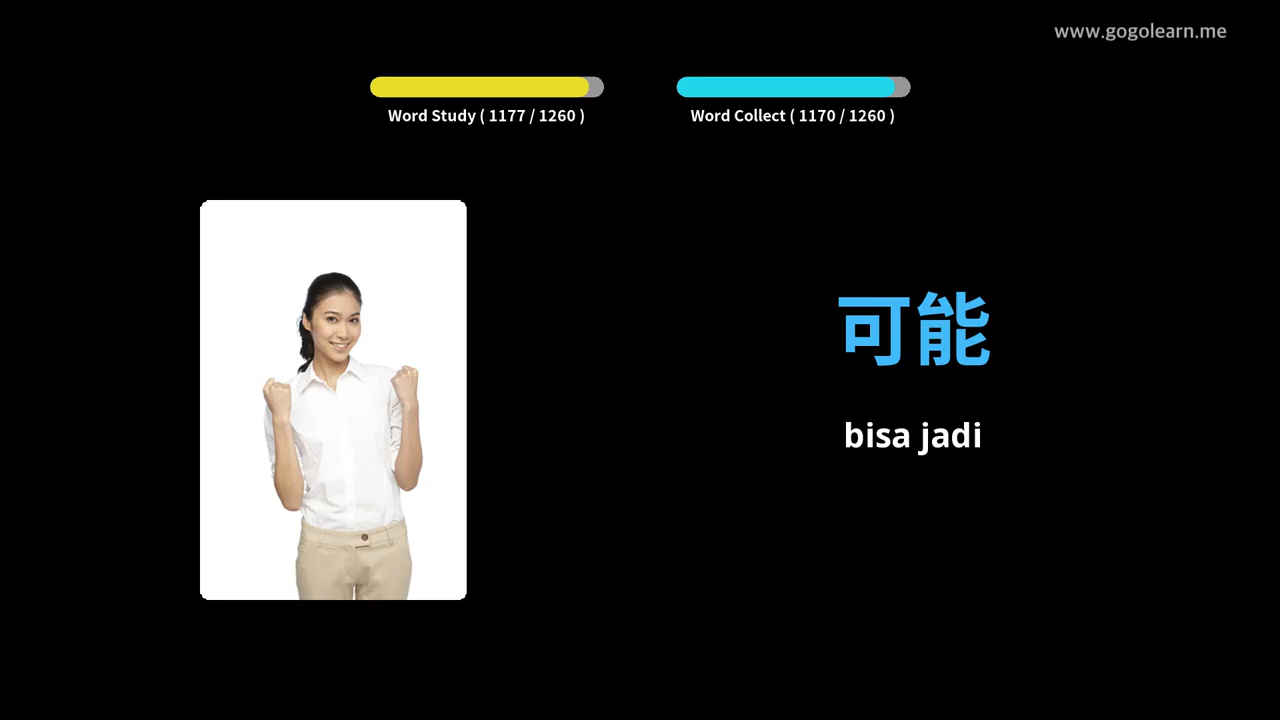 www.gogolearn.me
Word Study ( 1177 / 1260 )
Word Collect ( 1170 / 1260 )
可能
bisa jadi